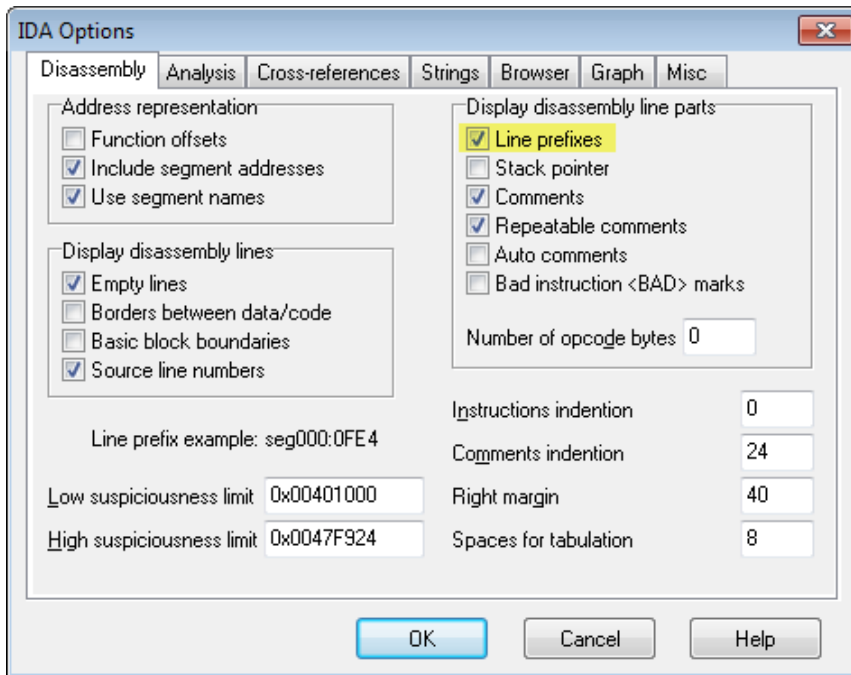 IDA Options
Disassembly Analysis Cross-references Strings Browser Graph Misc
Address representation
Function offsets
Include segment addresses
Use segment names
Display disassembly lines
Empty lines
Borders between data/code
Basic block boundaries
Source line numbers
Line prefix example: seg000:0FE4
Low suspiciousness limit 0x00401000
High suspiciousness limit 0x0047F924
Display disassembly line parts
Line prefixes
Stack pointer
Comments
Repeatable comments
Auto comments
Bad instruction <BAD> marks
Number of opcode bytes 0
Instructions indention 0
Comments indention 24
Right margin 40
Spaces for tabulation 8
OK Cancel Help